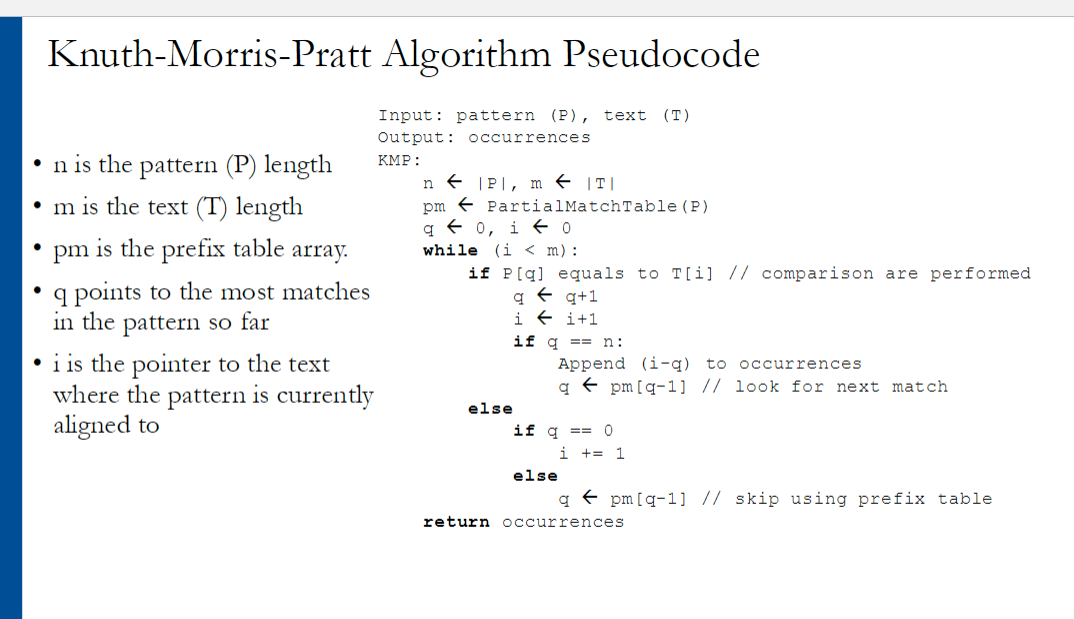 Knuth-Morris-Pratt Algorithm Pseudocode
• n is the pattern (P) length
• m is the text (T) length
• pm is the prefix table array.
• q points to the most matches
in the pattern so far
• i is the pointer to the text
where the pattern is currently
aligned to
Input: pattern (P), text (T)
Output: occurrences
KMP:
n ← |P|, m ← |T|
pm ← PartialMatchTable(P)
q ← 0, i ← 0
while (i < m):
if P[q] equals to T[i] // comparison are performed
q ← q+1
i ← i+1
if q == n:
Append (i-q) to occurrences
q ← pm[q-1] // look for next match
else
if q == 0
i += 1
else
q ← pm[q-1] // skip using prefix table
return occurrences